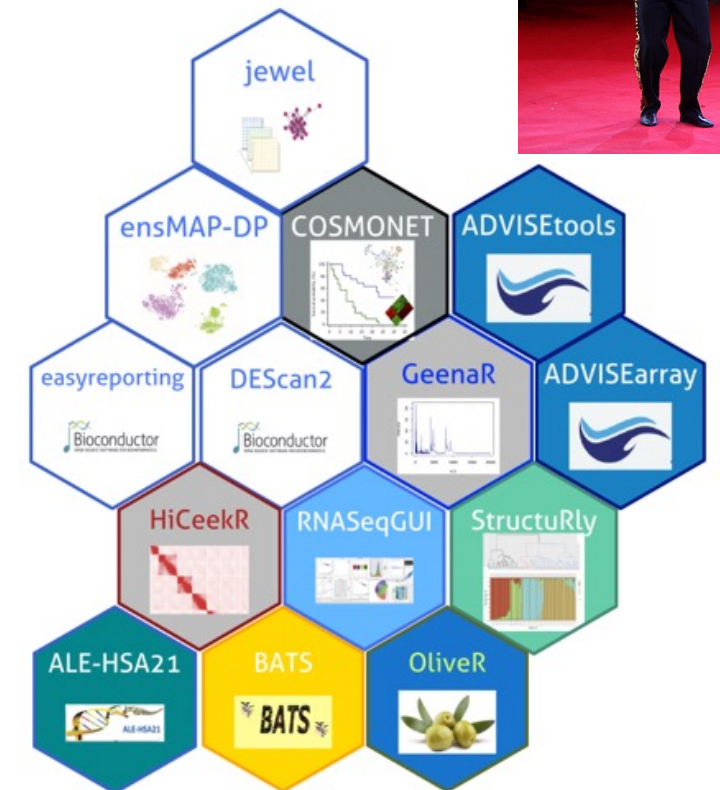 jewel
ensMAP-DP
COSMONET
ADVISEtools
easyreporting
Bioconductor
DEScan2
Bioconductor
GeenaR
ADVISEarray
HiCeekR
RNASeqGUI
StructuRly
ALE-HSA21
ALE-HSA21
BATS
BATS
OliveR